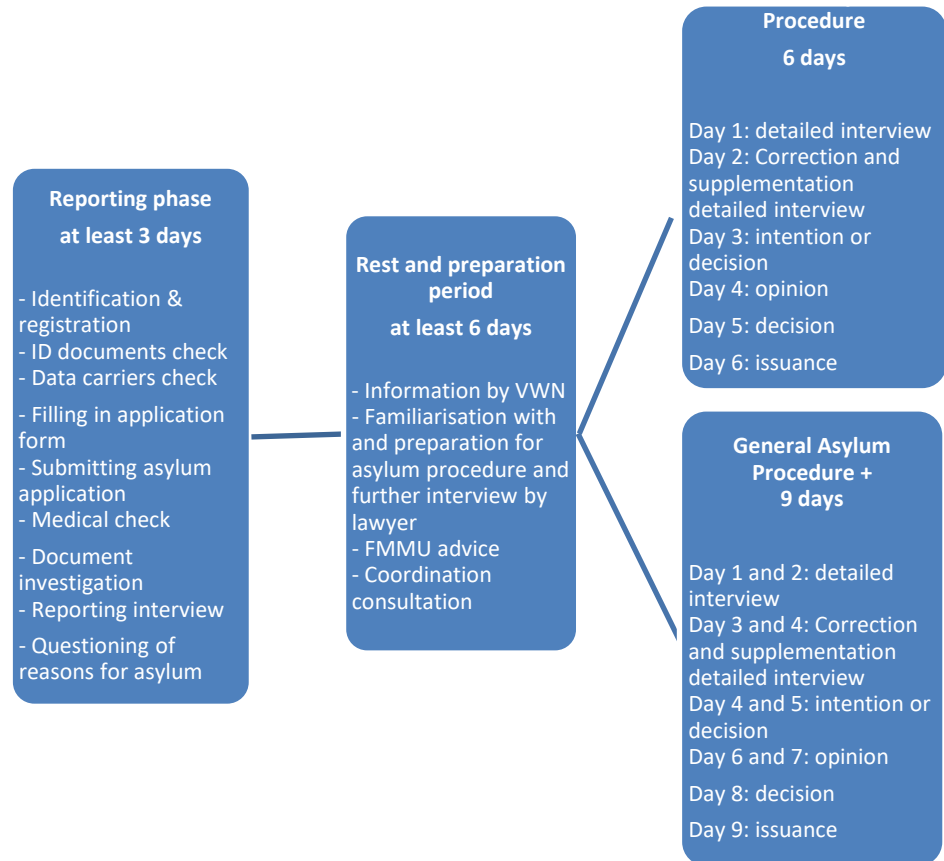 Reporting phase
at least 3 days
- Identification &
registration
- ID documents check
- Data carriers check
- Filling in application
form
- Submitting asylum
application
- Medical check
- Document
investigation
- Reporting interview
- Questioning of
reasons for asylum
Rest and preparation
period
at least 6 days
- Information by VWN
- Familiarisation with
and preparation for
asylum procedure and
further interview by
lawyer
- FMMU advice
- Coordination
consultation
Procedure
6 days
Day 1: detailed interview
Day 2: Correction and
supplementation
detailed interview
Day 3: intention or
decision
Day 4: opinion
Day 5: decision
Day 6: issuance
General Asylum
Procedure +
9 days
Day 1 and 2: detailed
interview
Day 3 and 4: Correction
and supplementation
detailed interview
Day 4 and 5: intention or
decision
Day 6 and 7: opinion
Day 8: decision
Day 9: issuance